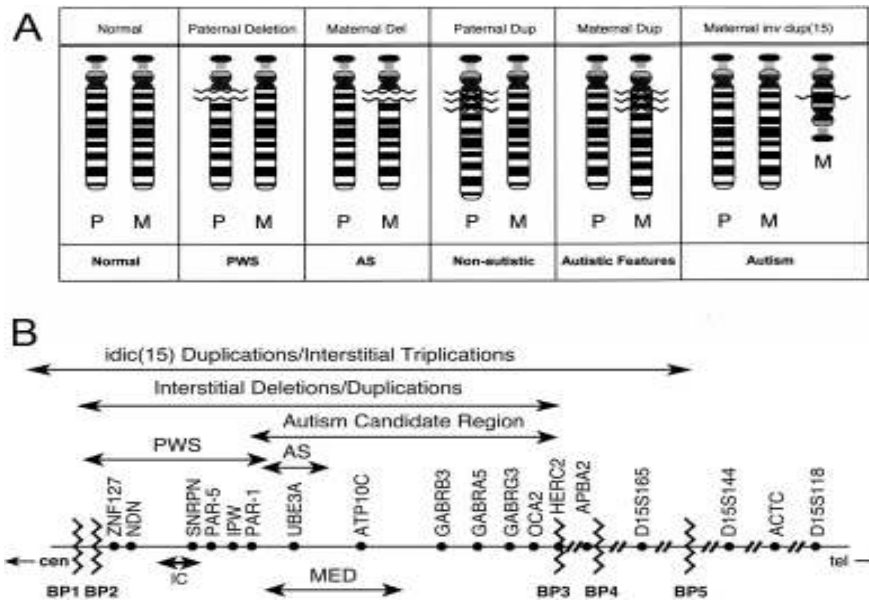 A
Normal
Paternal Deletion
Maternal Del
Paternal Dup
Maternal Dup
Maternal inv dup(15)
P M
P M
P M
P M
P M
P M
M
Normal
PWS
AS
Non-autistic
Autistic Features
Autism
B
idic(15) Duplications/Interstitial Triplications
Interstitial Deletions/Duplications
Autism Candidate Region
PWS
AS
ZNF127
NDN
SNRPN
PAR-5
IPW
PAR-1
UBE3A
ATP10C
GABRB3
GABRA5
GABRG3
OCA2
HERC2
APBA2
D15S165
D15S144
ACTC
D15S118
cen
tel
IC
MED
BP1 BP2
BP3
BP4
BP5